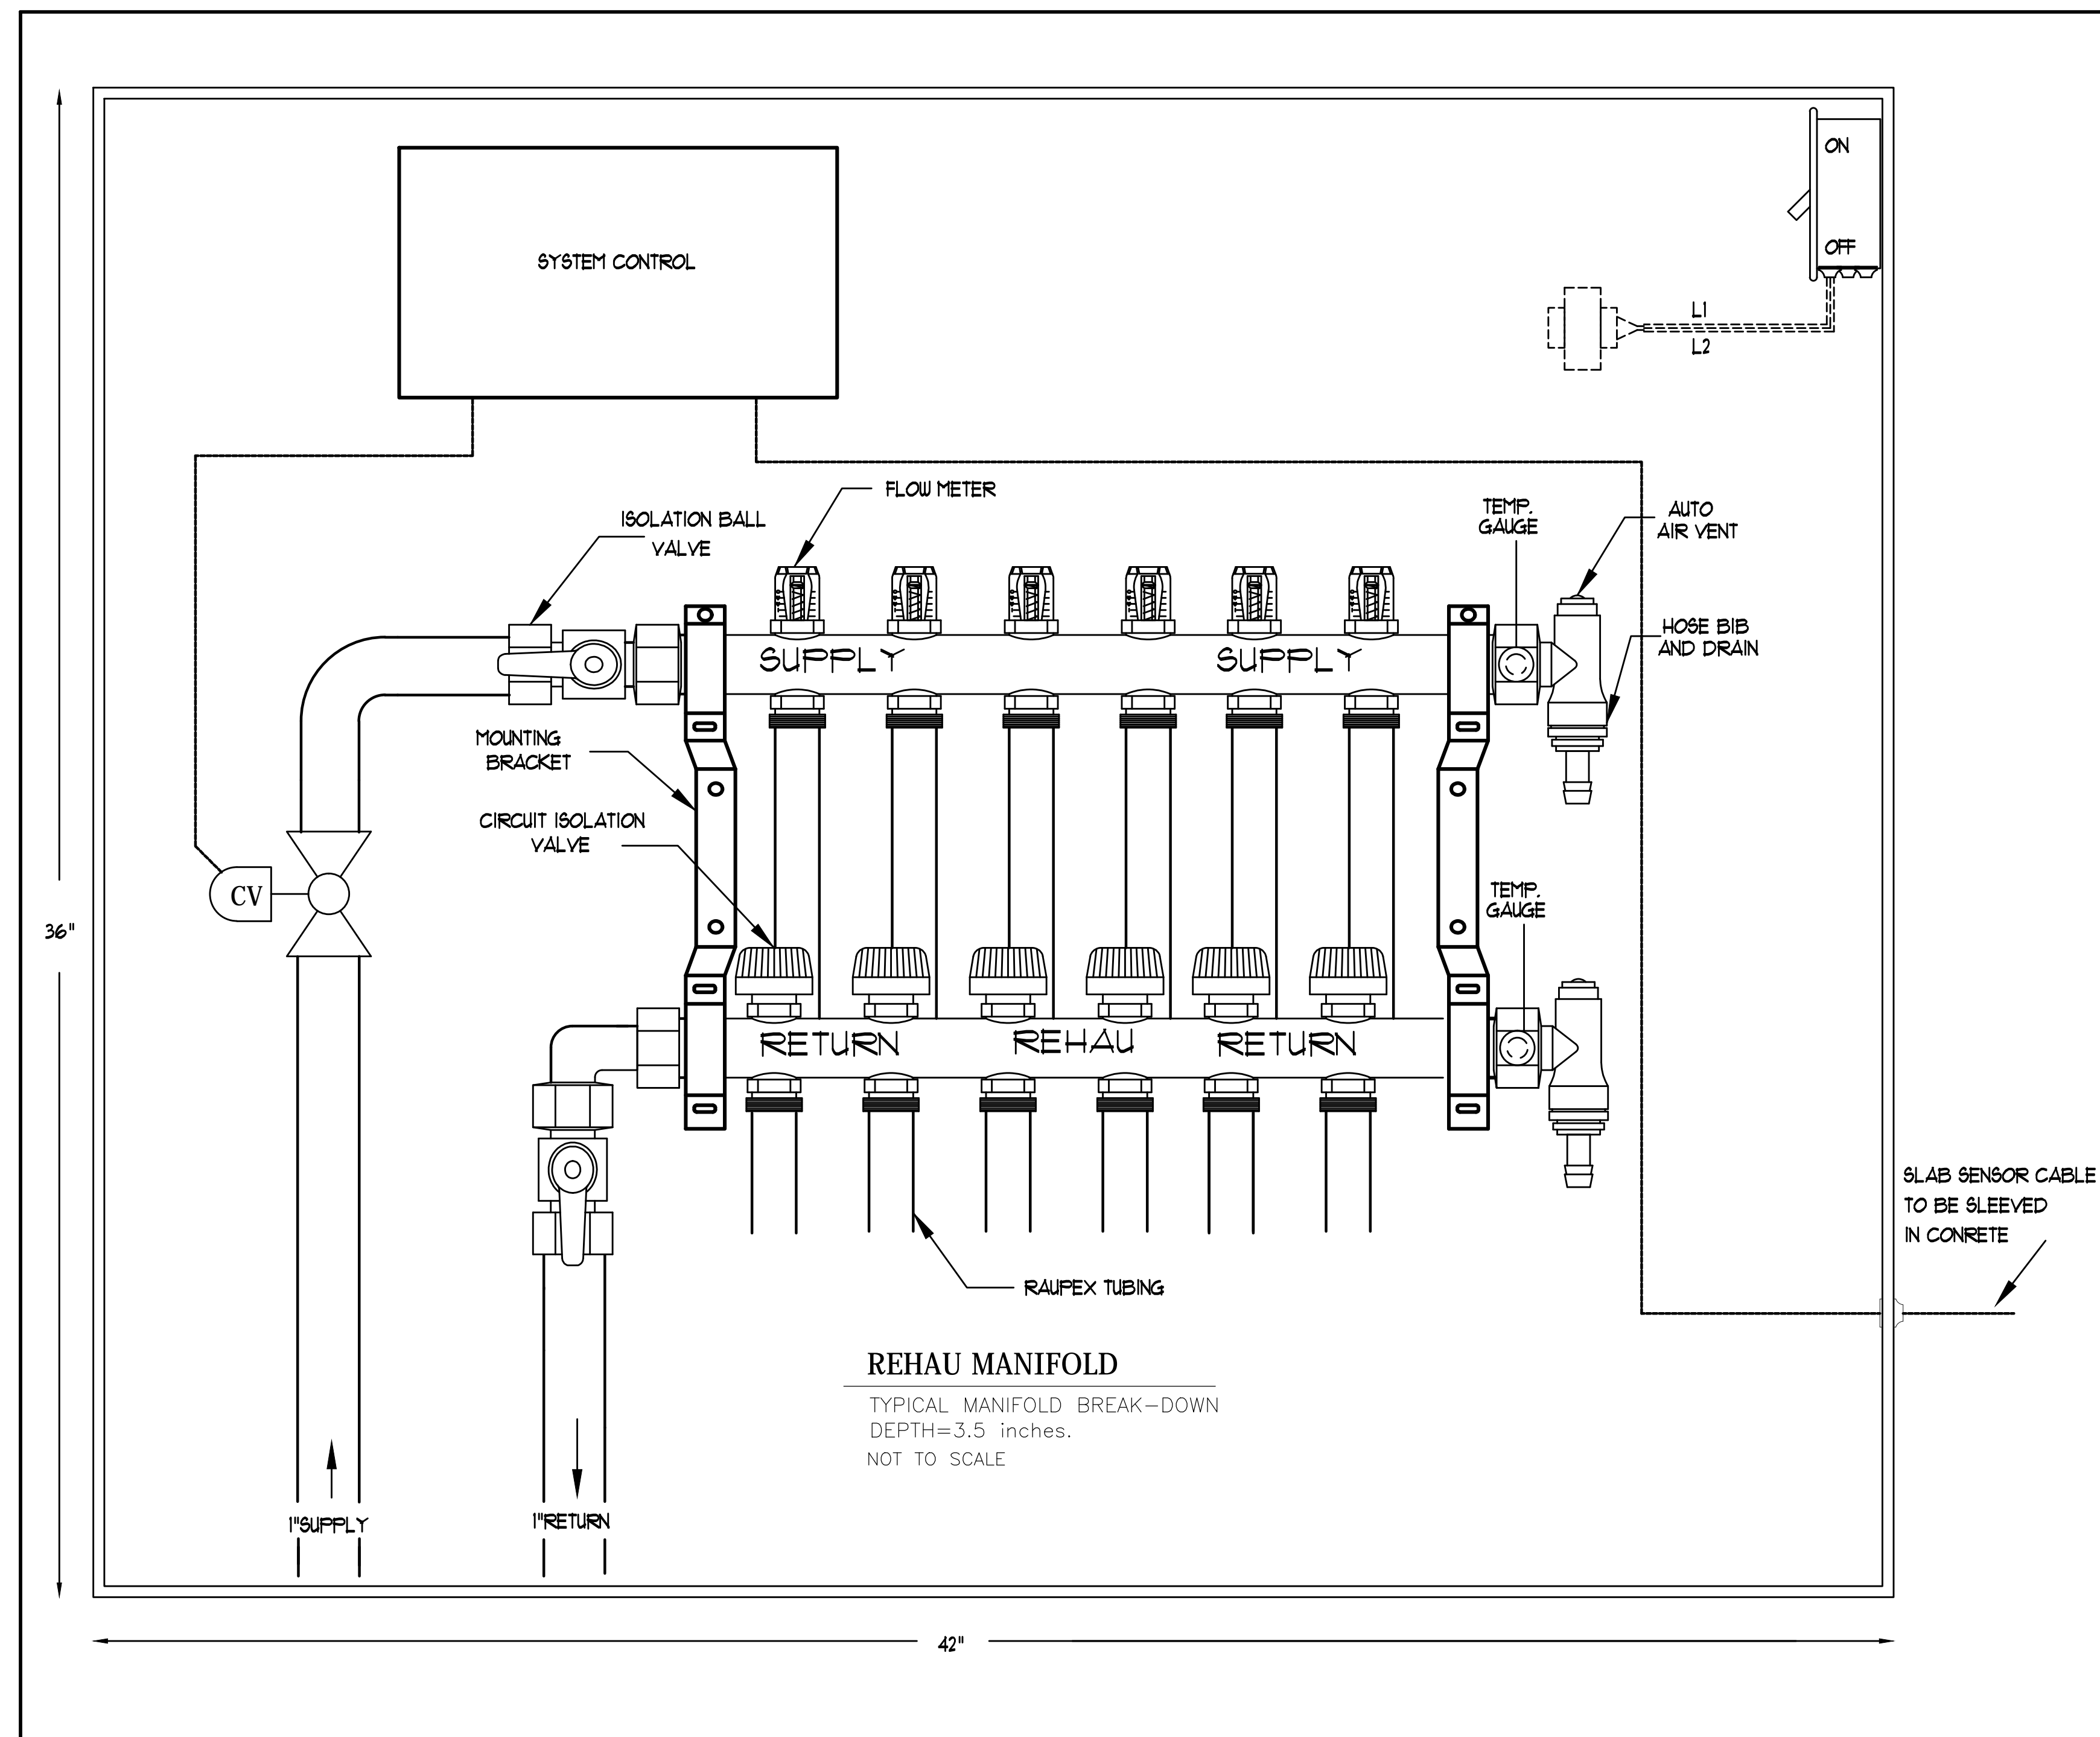 ON
SYSTEM CONTROL
OFF
L1
L2
FLOW METER
ISOLATION BALL
VALVE
TEMP.
GAUGE
AUTO
AIR VENT
HOSE BIB
AND DRAIN
SUPPLY
SUPPLY
MOUNTING
BRACKET
CIRCUIT ISOLATION
VALVE
CV
TEMP.
GAUGE
36"
RETURN
REHAU
RETURN
SLAB SENSOR CABLE
TO BE SLEEVED
IN CONRETE
RAUPEX TUBING
REHAU MANIFOLD
TYPICAL MANIFOLD BREAK-DOWN
DEPTH=3.5 inches.
NOT TO SCALE
1"SUPPLY
1"RETURN
42"